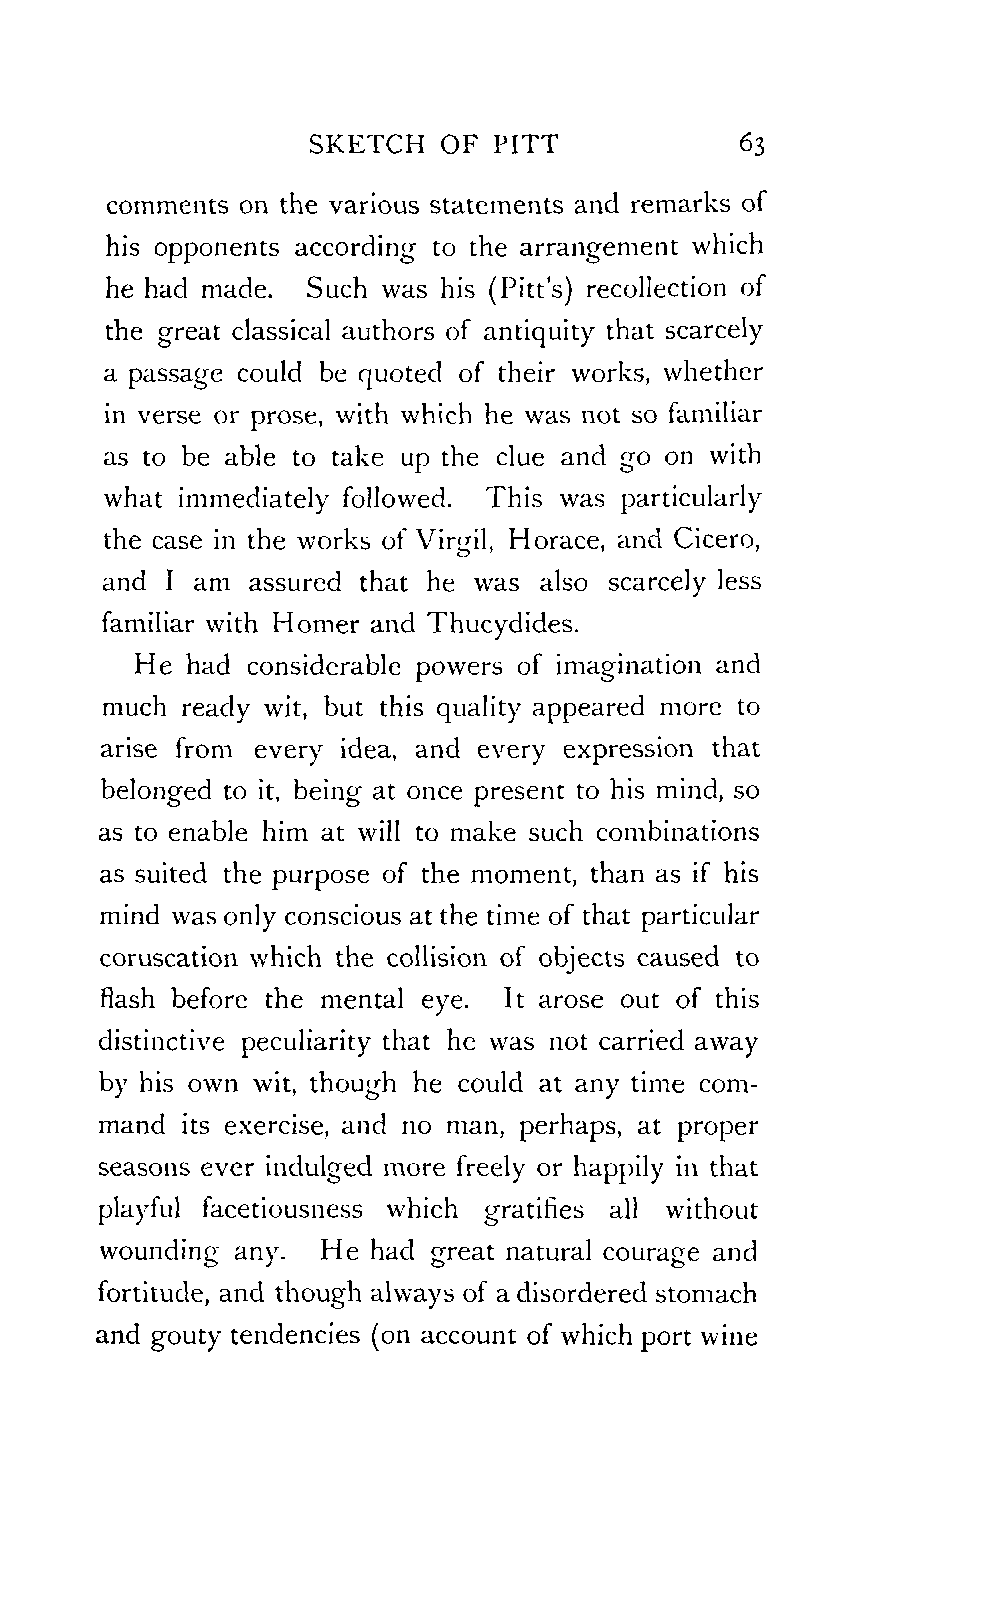 SKETCH OF PITT 63
comments on the various statements and remarks of
his opponents according to the arrangement which
he had made. Such was his (Pitt's) recollection of
the great classical authors of antiquity that scarcely
a passage could be quoted of their works, whether
in verse or prose, with which he was not so familiar
as to be able to take up the clue and go on with
what immediately followed. This was particularly
the case in the works of Virgil, Horace, and Cicero,
and I am assured that he was also scarcely less
familiar with Homer and Thucydides.
He had considerable powers of imagination and
much ready wit, but this quality appeared more to
arise from every idea, and every expression that
belonged to it, being at once present to his mind, so
as to enable him at will to make such combinations
as suited the purpose of the moment, than as if his
mind was only conscious at the time of that particular
coruscation which the collision of objects caused to
flash before the mental eye. It arose out of this
distinctive peculiarity that he was not carried away
by his own wit, though he could at any time com-
mand its exercise, and no man, perhaps, at proper
seasons ever indulged more freely or happily in that
playful facetiousness which gratifies all without
wounding any. He had great natural courage and
fortitude, and though always of a disordered stomach
and gouty tendencies (on account of which port wine